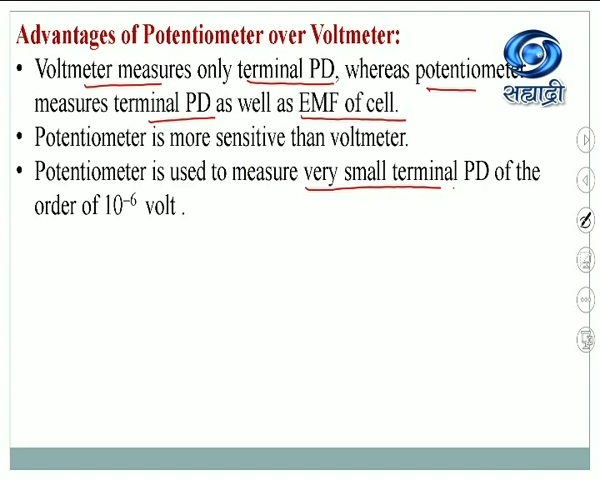 Advantages of Potentiometer over Voltmeter:
• Voltmeter measures only terminal PD, whereas potentiometer
measures terminal PD as well as EMF of cell.
• Potentiometer is more sensitive than voltmeter.
• Potentiometer is used to measure very small terminal PD of the
order of 10⁻⁶ volt .
सह्याद्री